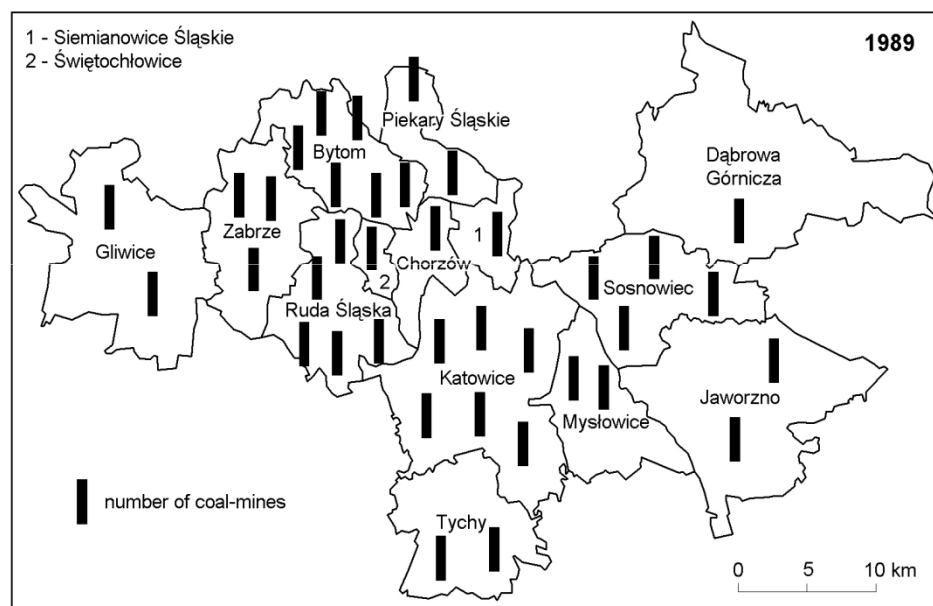 1 - Siemianowice Śląskie
2 - Świętochłowice
1989
Piekary Śląskie
Bytom
Dąbrowa
Górnicza
Zabrze
1
Gliwice
Chorzów
2
Sosnowiec
Ruda Śląska
Katowice
Jaworzno
Mysłowice
number of coal-mines
Tychy
0 5 10 km